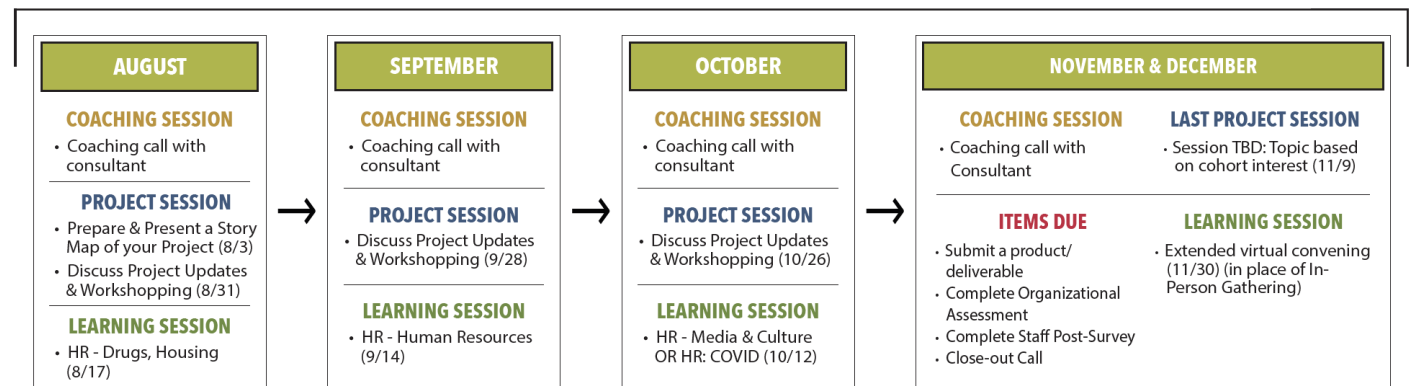 AUGUST
COACHING SESSION
• Coaching call with
consultant
PROJECT SESSION
• Prepare & Present a Story
Map of your Project (8/3)
• Discuss Project Updates
& Workshopping (8/31)
LEARNING SESSION
• HR - Drugs, Housing
(8/17)
SEPTEMBER
COACHING SESSION
• Coaching call with
consultant
PROJECT SESSION
• Discuss Project Updates
& Workshopping (9/28)
LEARNING SESSION
• HR - Human Resources
(9/14)
OCTOBER
COACHING SESSION
• Coaching call with
consultant
PROJECT SESSION
• Discuss Project Updates
& Workshopping (10/26)
LEARNING SESSION
• HR - Media & Culture
OR HR: COVID (10/12)
NOVEMBER & DECEMBER
COACHING SESSION
• Coaching call with
Consultant
LAST PROJECT SESSION
• Session TBD: Topic based
on cohort interest (11/9)
ITEMS DUE
• Submit a product/
deliverable
• Complete Organizational
Assessment
• Complete Staff Post-Survey
• Close-out Call
LEARNING SESSION
• Extended virtual convening
(11/30) (in place of In-
Person Gathering)